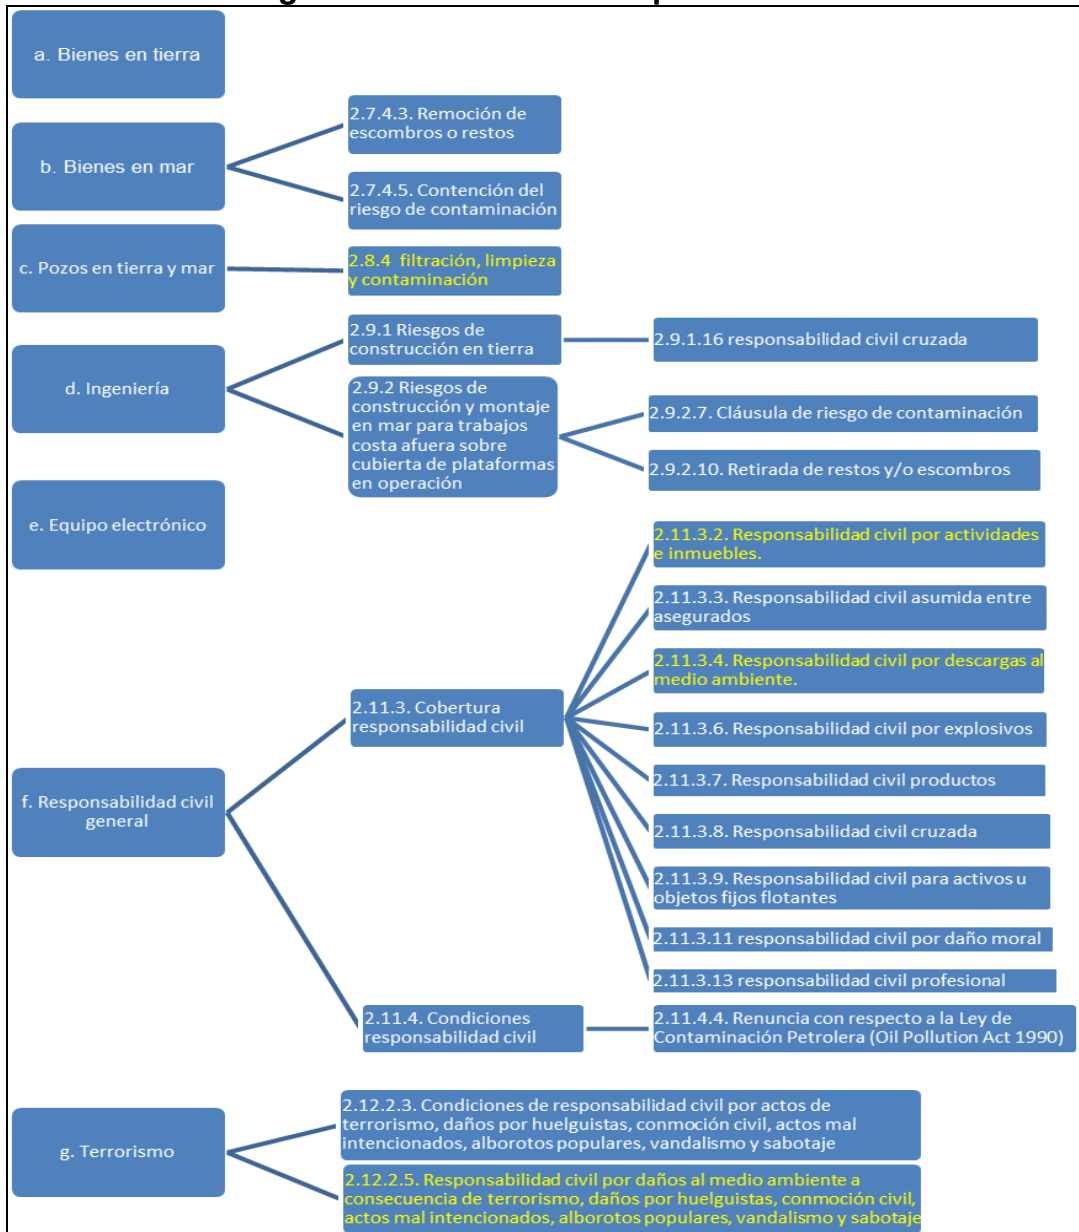 a. Bienes en tierra
b. Bienes en mar
2.7.4.3. Remoción de
escombros o restos
2.7.4.5. Contención del
riesgo de contaminación
c. Pozos en tierra y mar
2.8.4 filtración, limpieza
y contaminación
d. Ingeniería
2.9.1 Riesgos de
construcción en tierra
2.9.1.16 responsabilidad civil cruzada
2.9.2 Riesgos de
construcción y montaje
en mar para trabajos
costa afuera sobre
cubierta de plataformas
en operación
2.9.2.7. Cláusula de riesgo de contaminación
2.9.2.10. Retirada de restos y/o escombros
e. Equipo electrónico
f. Responsabilidad civil
general
2.11.3. Cobertura
responsabilidad civil
2.11.3.2. Responsabilidad civil por actividades
e inmuebles.
2.11.3.3. Responsabilidad civil asumida entre
asegurados
2.11.3.4. Responsabilidad civil por descargas al
medio ambiente.
2.11.3.6. Responsabilidad civil por explosivos
2.11.3.7. Responsabilidad civil productos
2.11.3.8. Responsabilidad civil cruzada
2.11.3.9. Responsabilidad civil para activos u
objetos fijos flotantes
2.11.3.11 responsabilidad civil por daño moral
2.11.3.13 responsabilidad civil profesional
2.11.4. Condiciones
responsabilidad civil
2.11.4.4. Renuncia con respecto a la Ley de
Contaminación Petrolera (Oil Pollution Act 1990)
g. Terrorismo
2.12.2.3. Condiciones de responsabilidad civil por actos de
terrorismo, daños por huelguistas, conmoción civil, actos mal
intencionados, alborotos populares, vandalismo y sabotaje
2.12.2.5. Responsabilidad civil por daños al medio ambiente a
consecuencia de terrorismo, daños por huelguistas, conmoción civil,
actos mal intencionados, alborotos populares, vandalismo y sabotaje